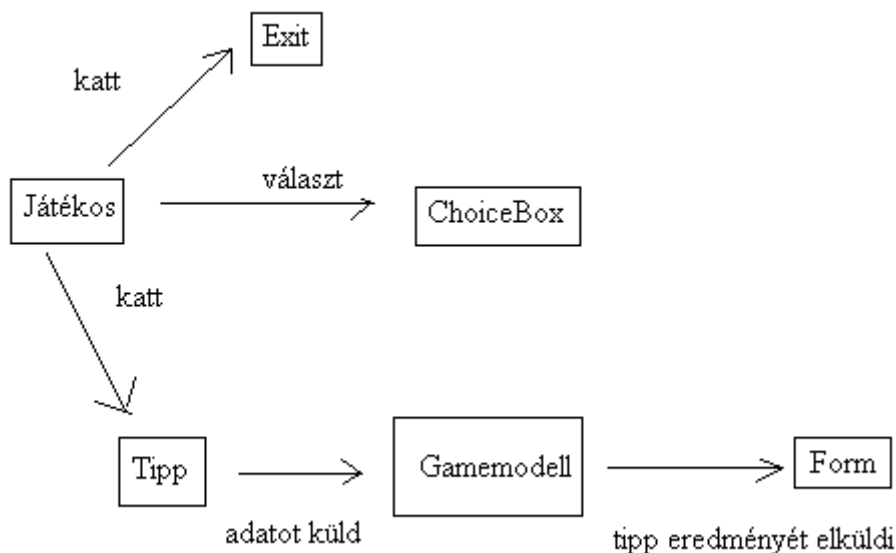 Exit
katt
választ
Játékos
ChoiceBox
katt
Tipp
Gamemodell
Form
adatot küld
tipp eredményét elküldi